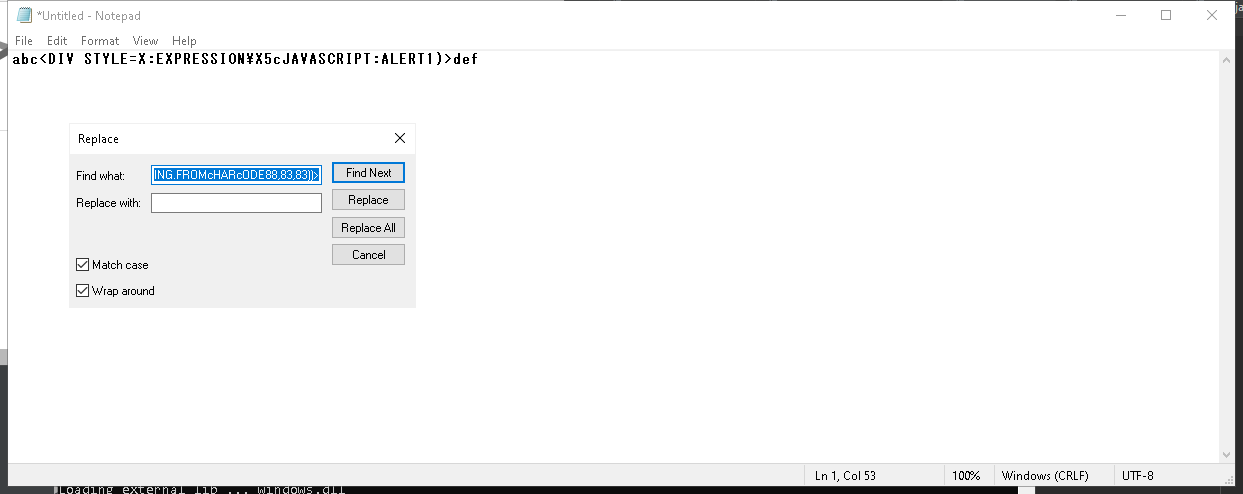 *Untitled - Notepad
File Edit Format View Help
abc<DIV STYLE=X:EXPRESSION¥X5cJAVASCRIPT:ALERT1)>def
Replace
Find what: ING.FROMcHARcODE88,83,83))> Find Next
Replace with: Replace
Replace All
Cancel
Match case
Wrap around
Ln 1, Col 53 100% Windows (CRLF) UTF-8
Loading external lib ... windows.dll